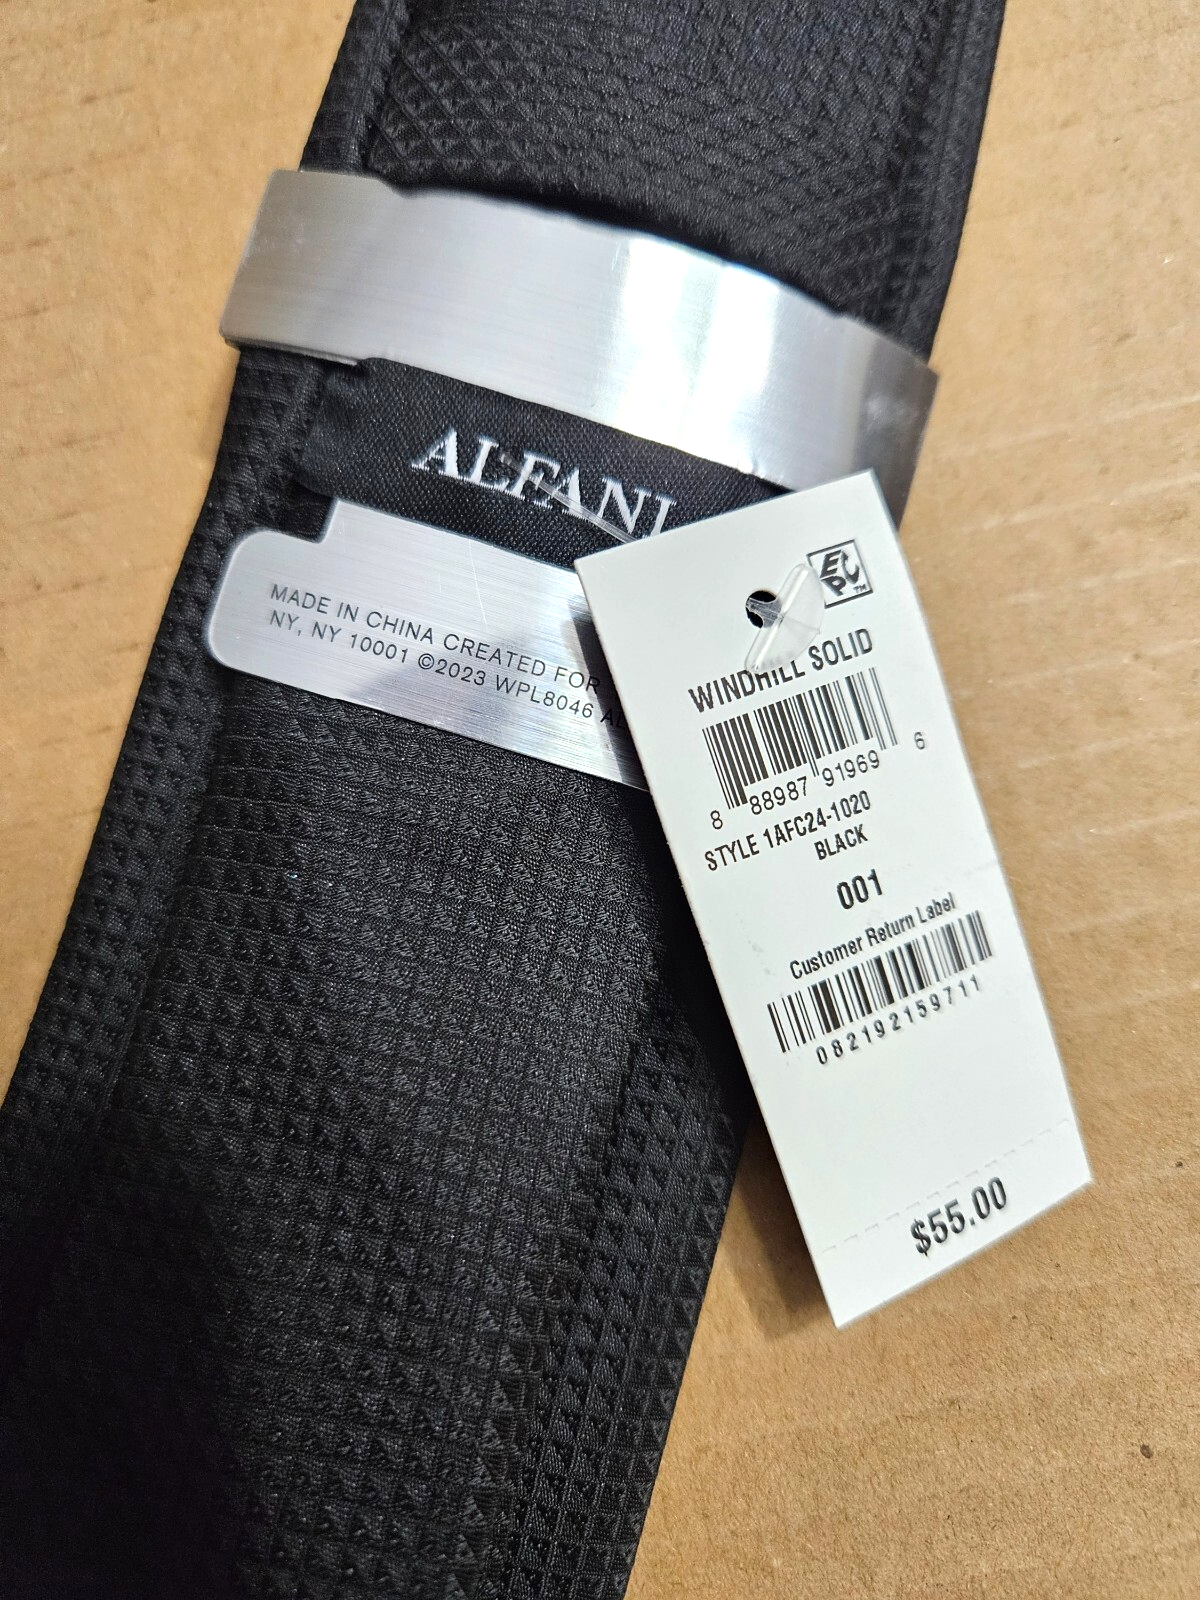 ALFANI
MADE IN CHINA CREATED FOR
NY, NY 10001 ©2023 WPL8046
EPC™
WINDHILL SOLID
8 88987 91969 6
STYLE 1AFC24-1020
BLACK
001
Customer Return Label
082192159711
$55.00